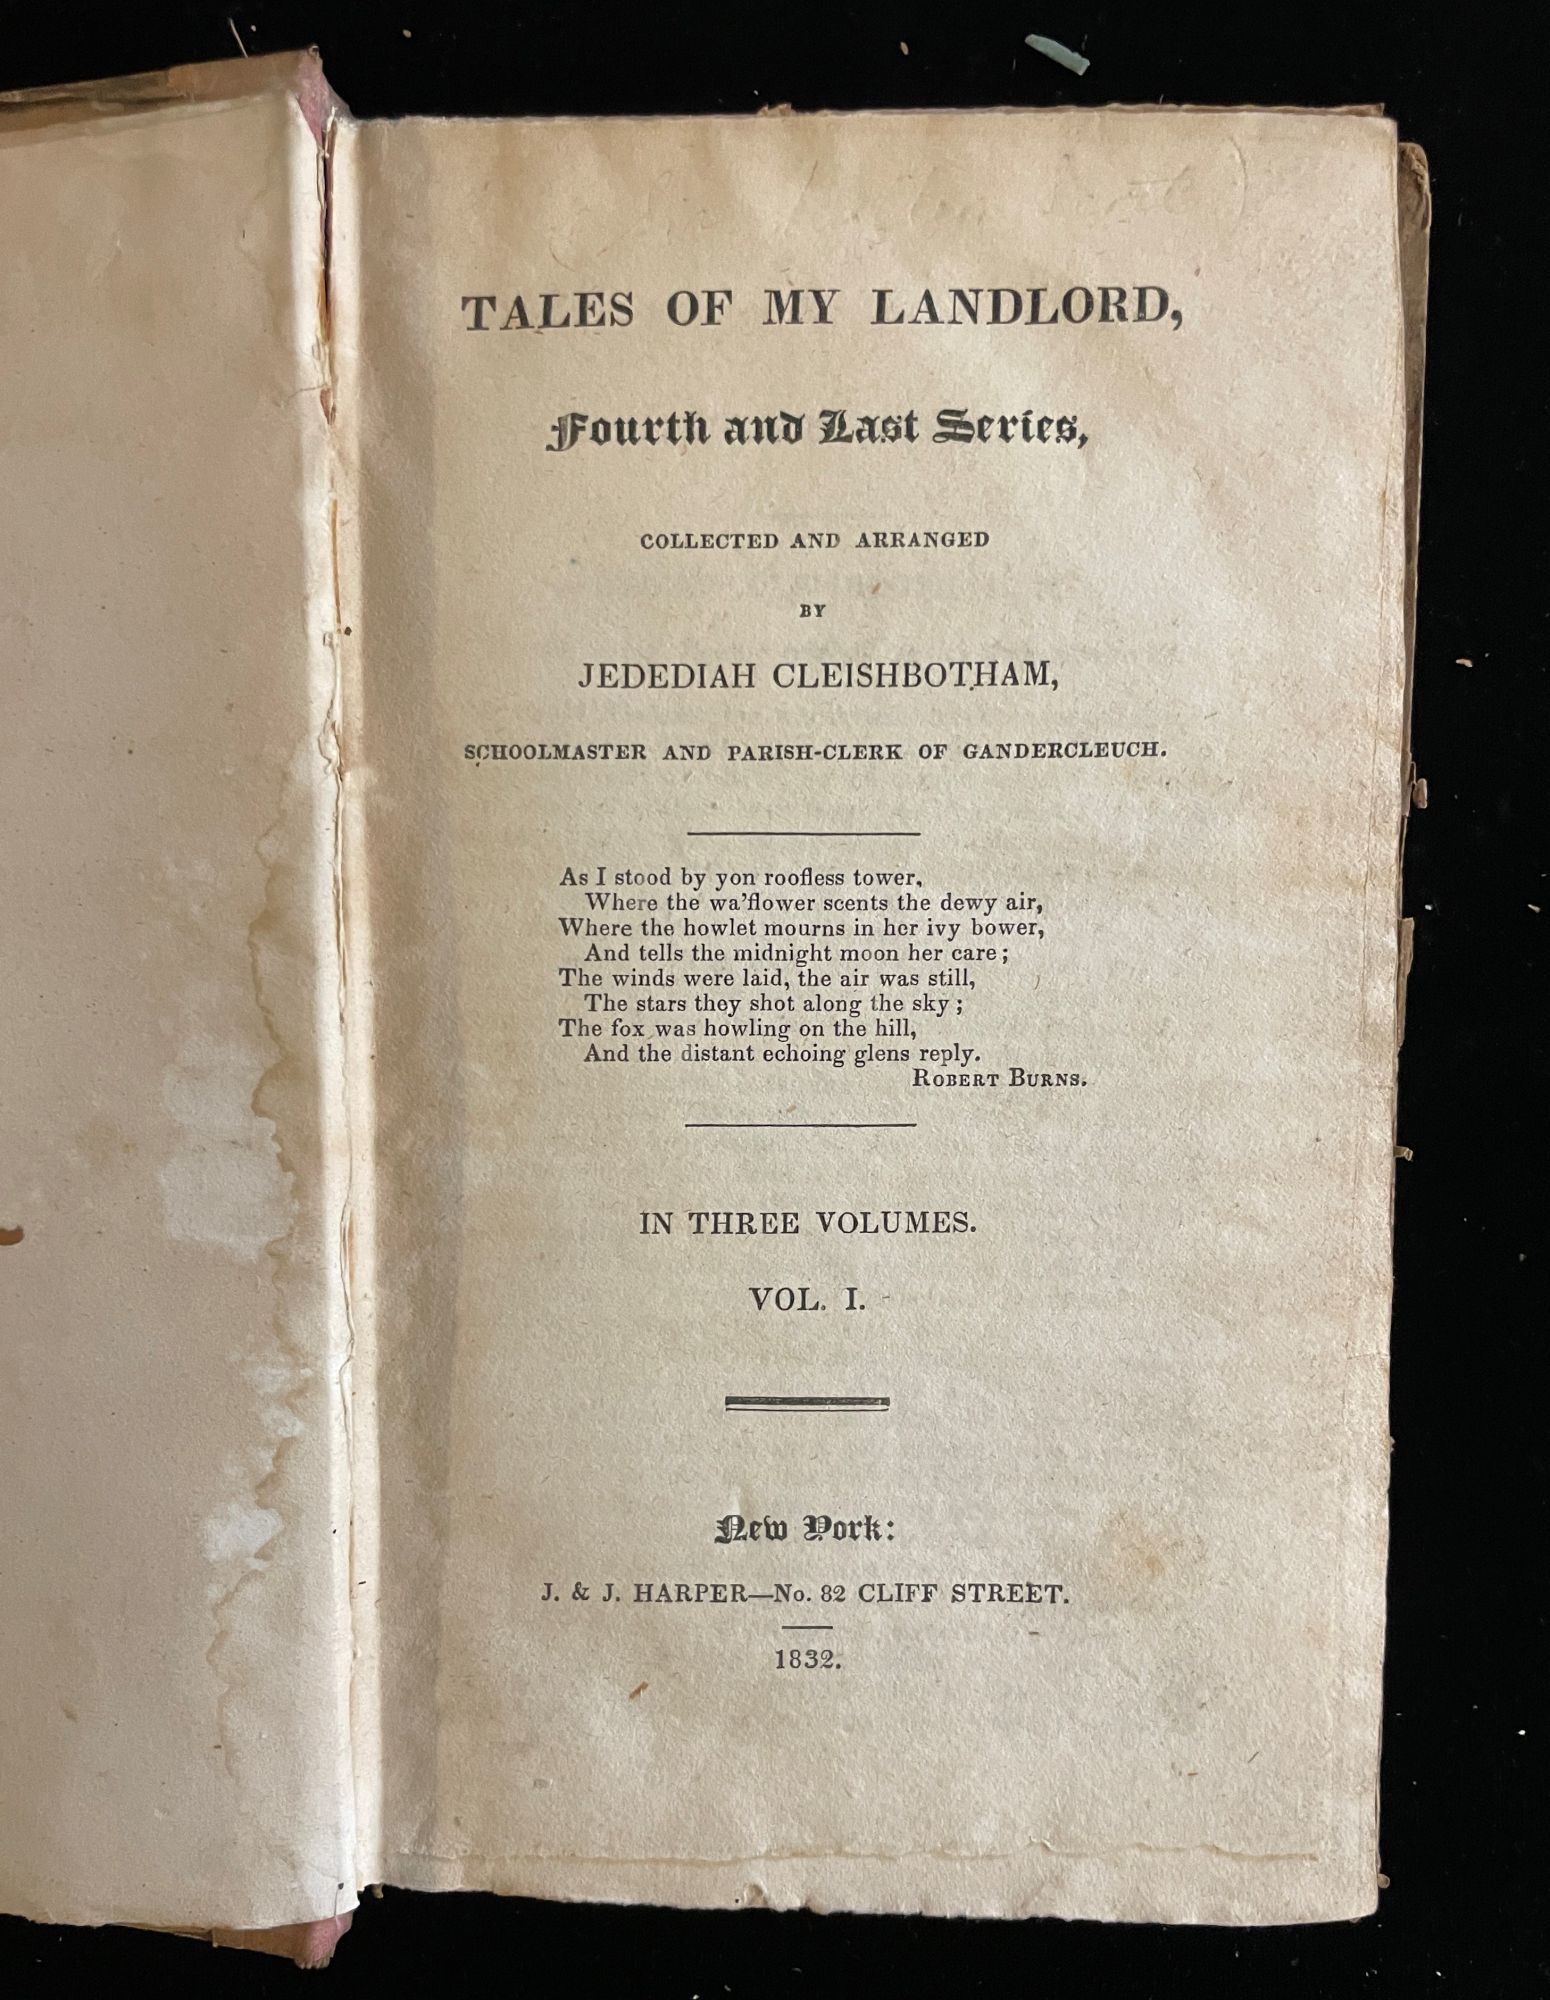 TALES OF MY LANDLORD,
Fourth and Last Series,
COLLECTED AND ARRANGED
BY
JEDEDIAH CLEISHBOTHAM,
SCHOOLMASTER AND PARISH-CLERK OF GANDERCLEUCH.
As I stood by yon roofless tower,
Where the wa'flower scents the dewy air,
Where the howlet mourns in her ivy bower,
And tells the midnight moon her care;
The winds were laid, the air was still,
The stars they shot along the sky;
The fox was howling on the hill,
And the distant echoing glens reply.
ROBERT BURNS.
IN THREE VOLUMES.
VOL. I.
New York:
J. & J. HARPER—No. 82 CLIFF STREET.
1832.